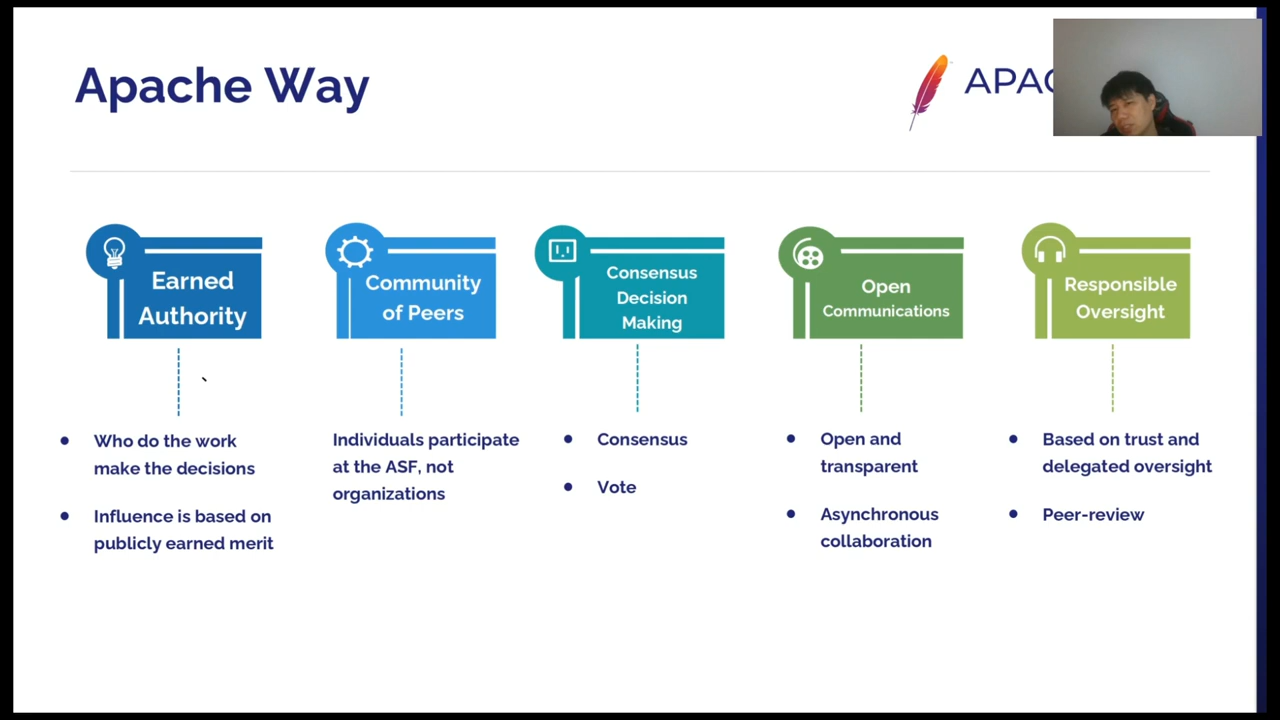 Apache Way
APAC
Earned
Authority
Who do the work
make the decisions
Influence is based on
publicly earned merit
Community
of Peers
Individuals participate
at the ASF, not
organizations
Consensus
Decision
Making
Consensus
Vote
Open
Communications
Open and
transparent
Asynchronous
collaboration
Responsible
Oversight
Based on trust and
delegated oversight
Peer-review